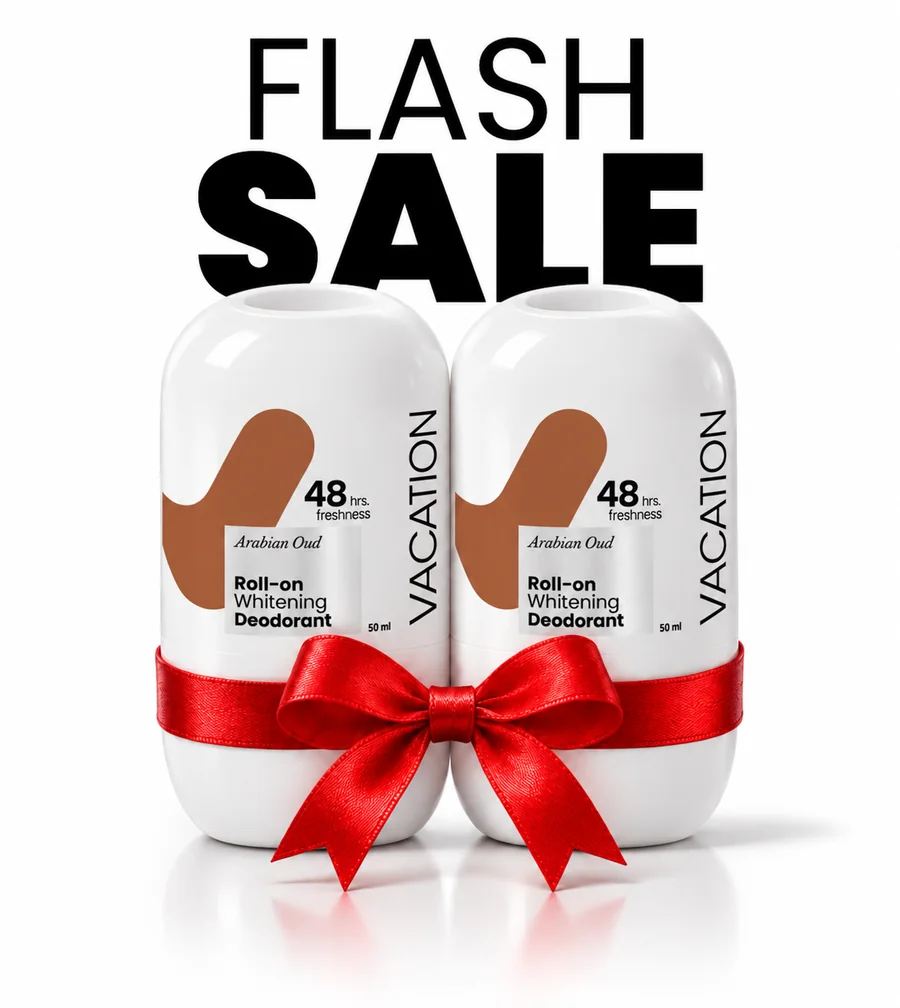 FLASH
SALE
48 hrs.
freshness
Arabian Oud
Roll-on
Whitening
Deodorant
50 ml
VACATION
48 hrs.
freshness
Arabian Oud
Roll-on
Whitening
Deodorant
50 ml
VACATION